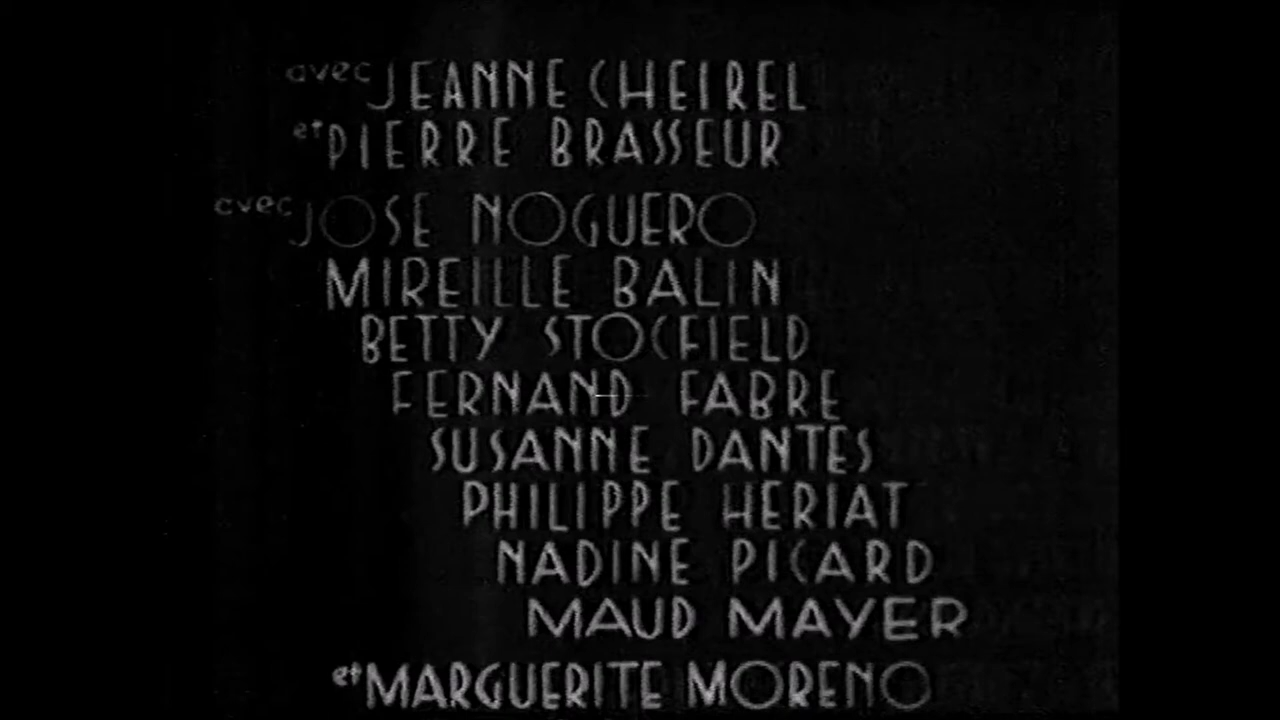 avec JEANNE CHEIREL
et PIERRE BRASSEUR
avec JOSE NOGUERO
MIREILLE BALIN
BETTY STOCFIELD
FERNAND FABRE
SUSANNE DANTES
PHILIPPE HERIAT
NADINE PICARD
MAUD MAYER
et MARGUERITE MORENO